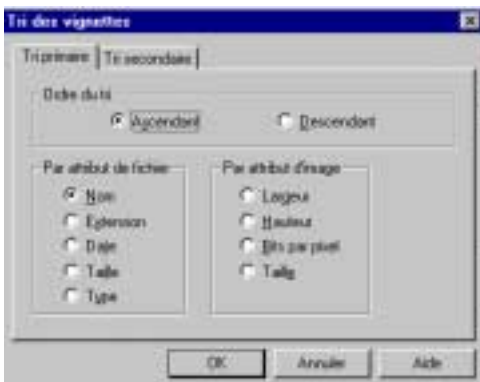 Tri des vignettes
Tri primaire Tri secondaire
Ordre du tri
Ascendant Descendant
Par attribut de fichier Par attribut d'image
Nom Largeur
Extension Hauteur
Date Bits par pixel
Taille Taille
Type
OK Annuler Aide